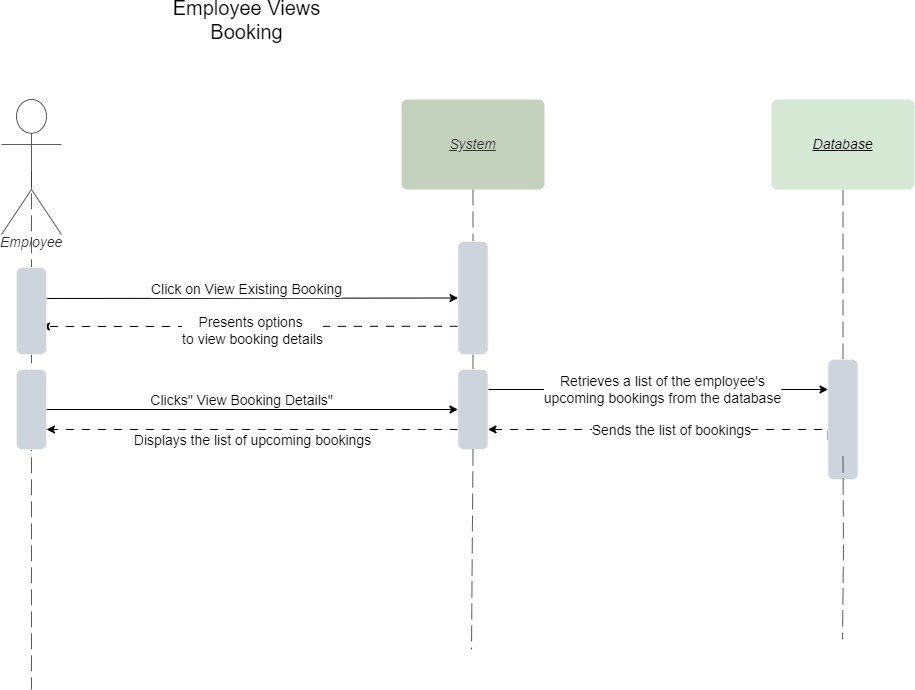 Employee Views
Booking
System
Database
Employee
Click on View Existing Booking
Presents options
to view booking details
Retrieves a list of the employee's
upcoming bookings from the database
Clicks" View Booking Details"
Sends the list of bookings
Displays the list of upcoming bookings